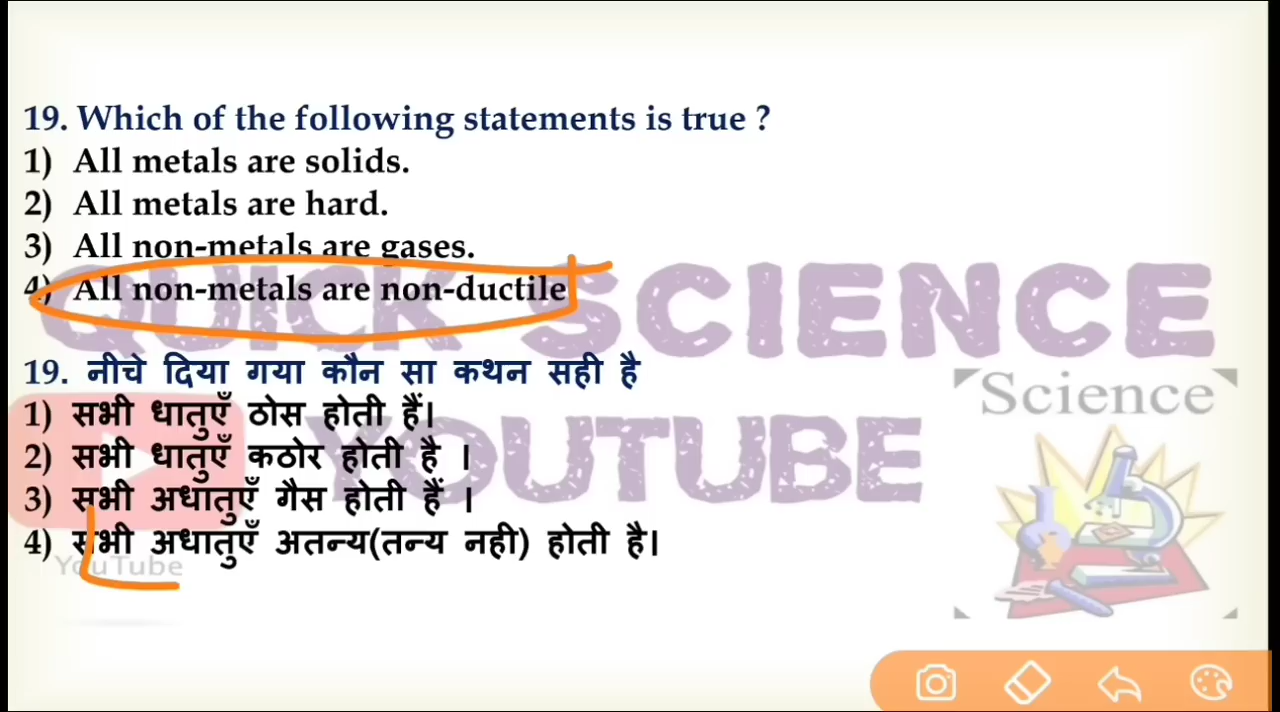 19. Which of the following statements is true ?
1) All metals are solids.
2) All metals are hard.
3) All non-metals are gases.
4) All non-metals are non-ductile
QUICK SCIENCE
19. नीचे दिया गया कौन सा कथन सही है
Science
1) सभी धातुएँ ठोस होती हैं।
YOUTUBE
2) सभी धातुएँ कठोर होती है ।
3) सभी अधातुएँ गैस होती हैं ।
4) सभी अधातुएँ अतन्य(तन्य नही) होती है।
YouTube